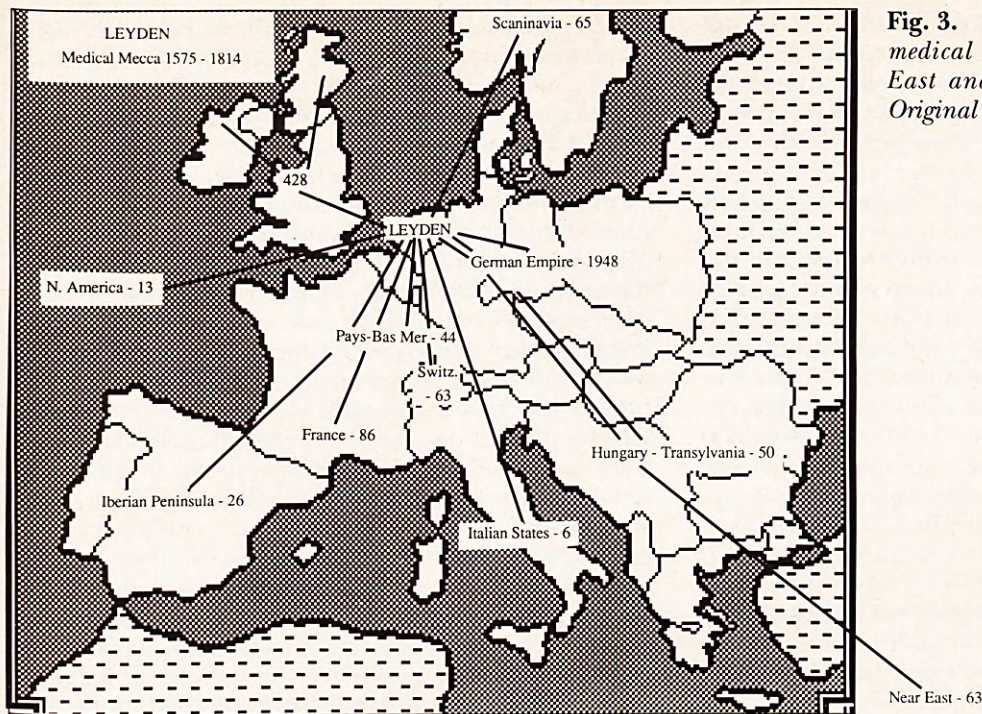 LEYDEN
Medical Mecca 1575 - 1814
Scaninavia - 65
428
LEYDEN
German Empire - 1948
N. America - 13
Pays-Bas Mer - 44
Switz.
- 63
France - 86
Hungary - Transylvania - 50
Iberian Peninsula - 26
Italian States - 6
Near East - 63
Fig. 3.
medical
East and
Original